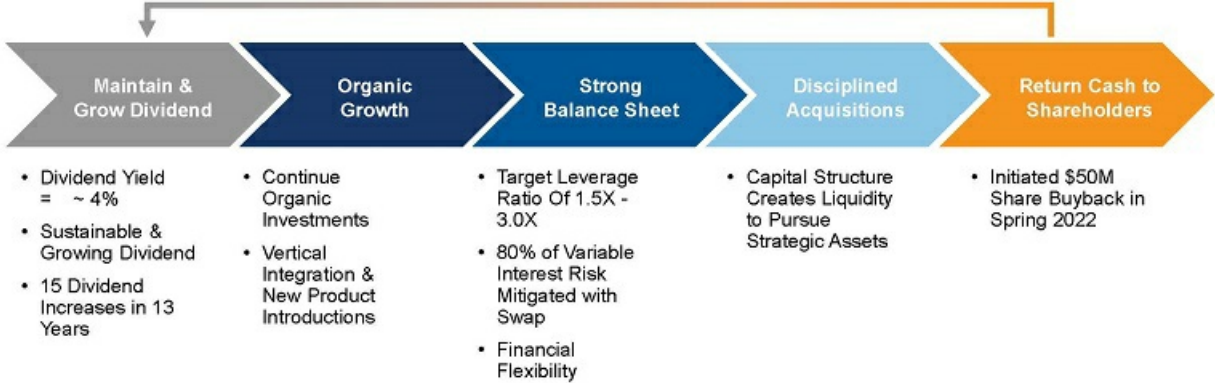 Maintain &
Grow Dividend
Organic
Growth
Strong
Balance Sheet
Disciplined
Acquisitions
Return Cash to
Shareholders
• Dividend Yield
= ~ 4%
• Sustainable &
Growing Dividend
• 15 Dividend
Increases in 13
Years
• Continue
Organic
Investments
• Vertical
Integration &
New Product
Introductions
• Target Leverage
Ratio Of 1.5X -
3.0X
• 80% of Variable
Interest Risk
Mitigated with
Swap
• Financial
Flexibility
• Capital Structure
Creates Liquidity
to Pursue
Strategic Assets
• Initiated $50M
Share Buyback in
Spring 2022